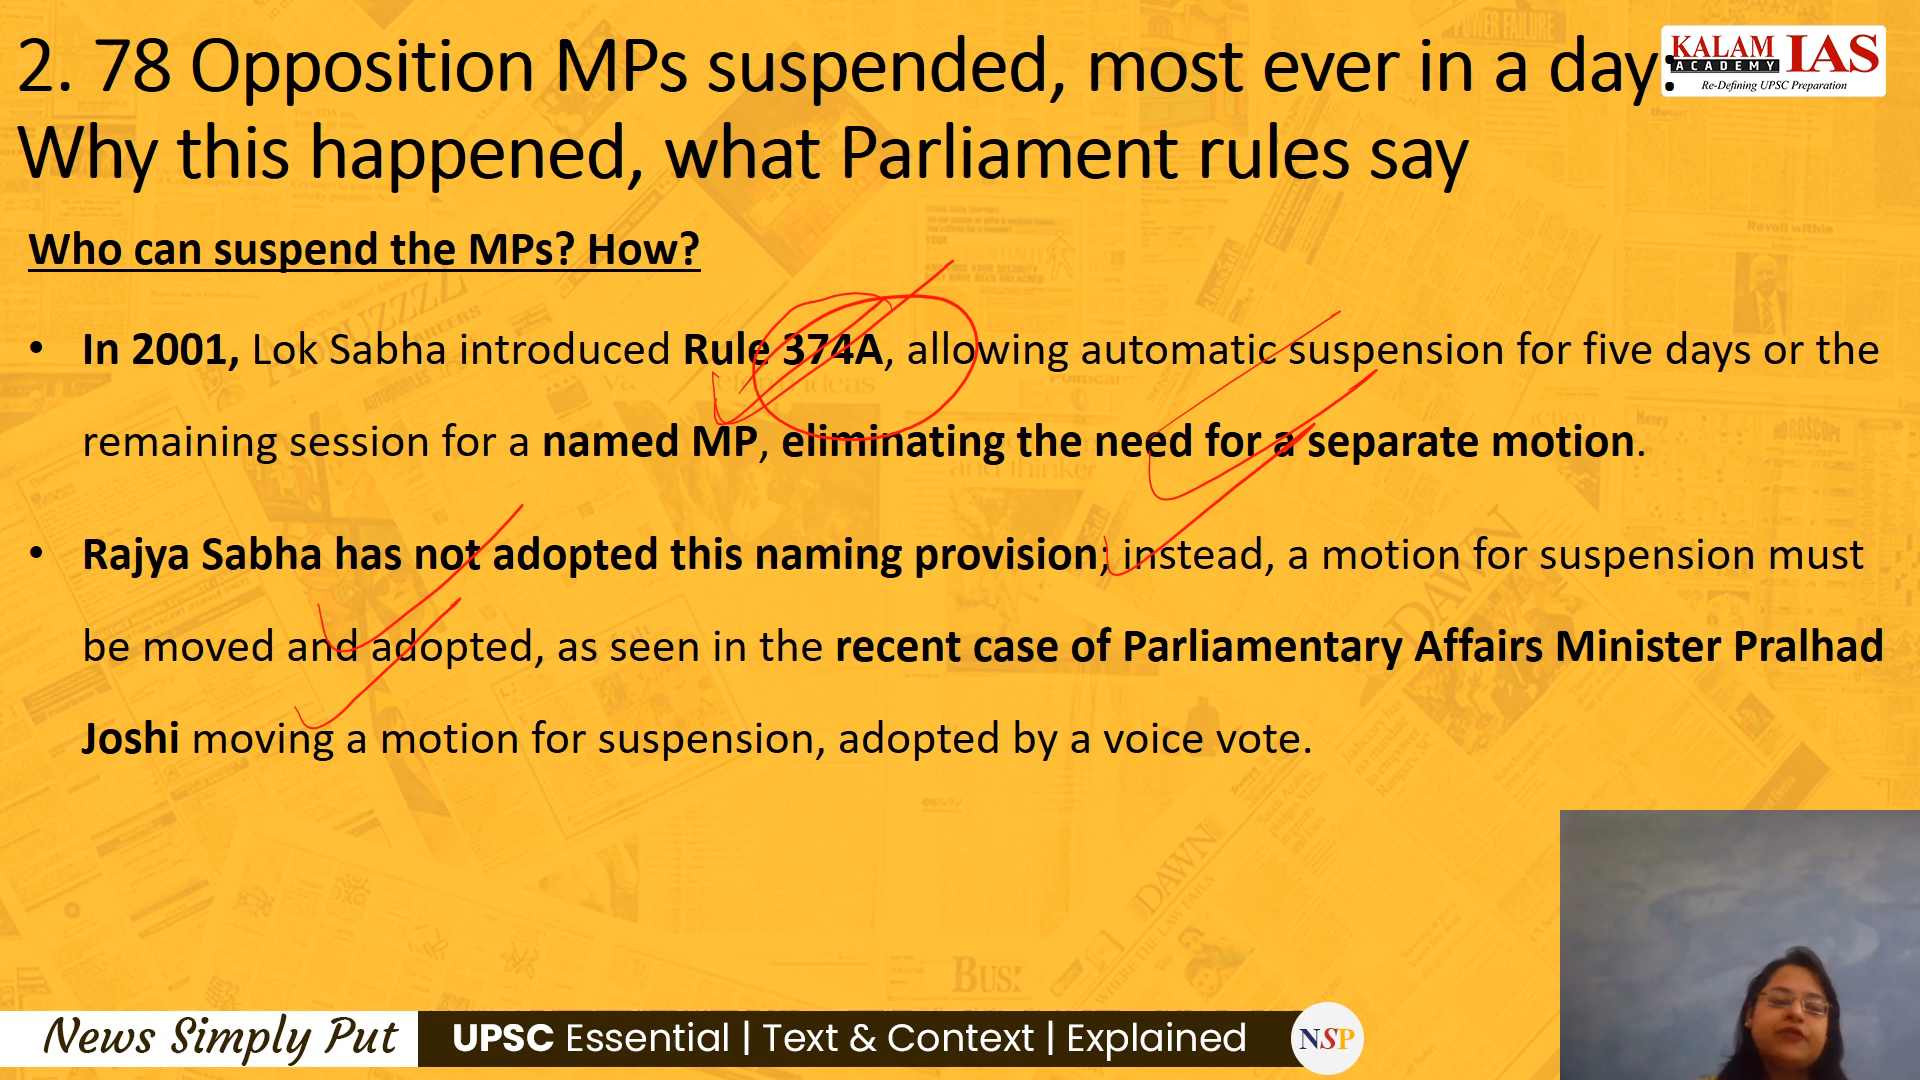 2. 78 Opposition MPs suspended, most ever in a day:
Why this happened, what Parliament rules say
KALAM IAS
ACADEMY
Re-Defining UPSC Preparation
Who can suspend the MPs? How?
• In 2001, Lok Sabha introduced Rule 374A, allowing automatic suspension for five days or the
remaining session for a named MP, eliminating the need for a separate motion.
• Rajya Sabha has not adopted this naming provision; instead, a motion for suspension must
be moved and adopted, as seen in the recent case of Parliamentary Affairs Minister Pralhad
Joshi moving a motion for suspension, adopted by a voice vote.
News Simply Put
UPSC Essential | Text & Context | Explained
NSP